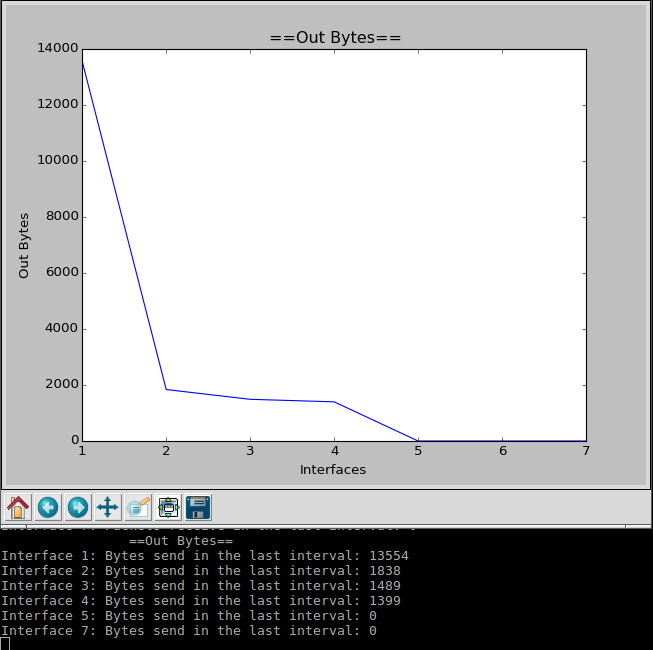 ==Out Bytes==
14000
12000
10000
8000
6000
4000
2000
0
Out Bytes
1 2 3 4 5 6 7
Interfaces
==Out Bytes==
Interface 1: Bytes send in the last interval: 13554
Interface 2: Bytes send in the last interval: 1838
Interface 3: Bytes send in the last interval: 1489
Interface 4: Bytes send in the last interval: 1399
Interface 5: Bytes send in the last interval: 0
Interface 7: Bytes send in the last interval: 0